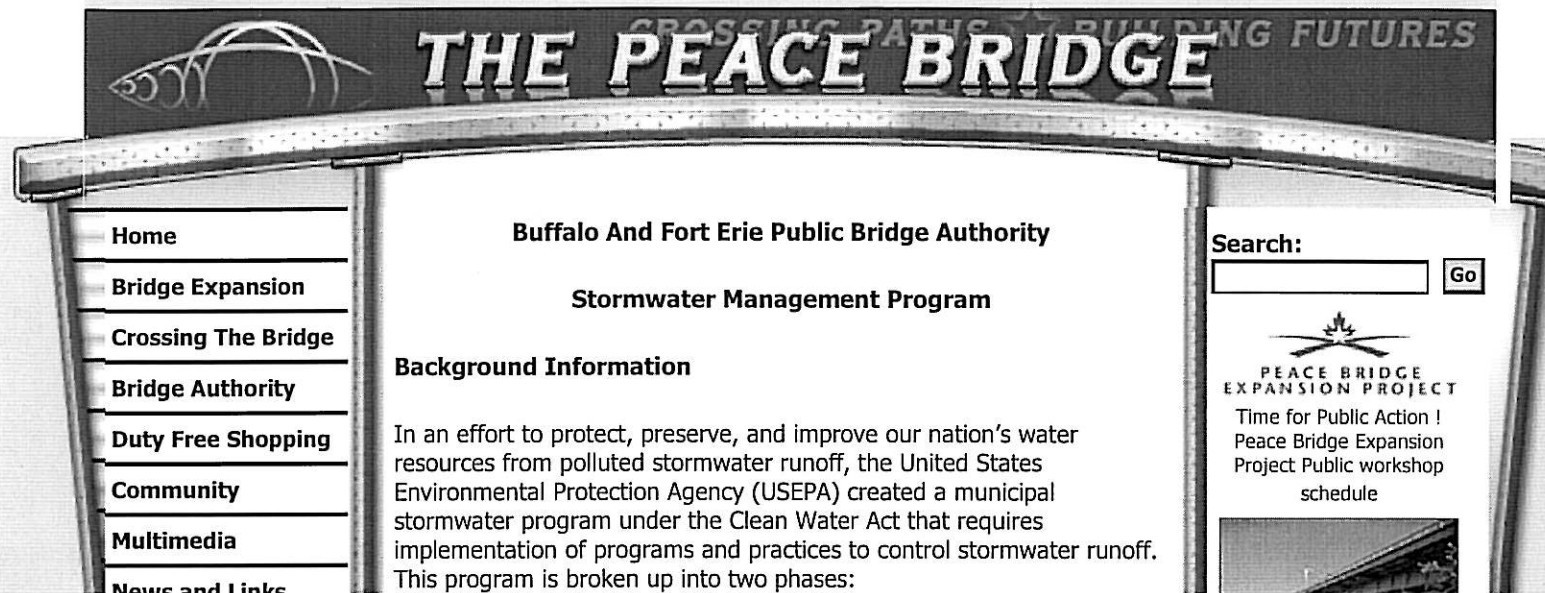 CROSSING PATHS BUILDING FUTURES
THE PEACE BRIDGE
Home
Bridge Expansion
Crossing The Bridge
Bridge Authority
Duty Free Shopping
Community
Multimedia
News and Links
Buffalo And Fort Erie Public Bridge Authority
Stormwater Management Program
Background Information
In an effort to protect, preserve, and improve our nation's water
resources from polluted stormwater runoff, the United States
Environmental Protection Agency (USEPA) created a municipal
stormwater program under the Clean Water Act that requires
implementation of programs and practices to control stormwater runoff.
This program is broken up into two phases:
Search:
Go
PEACE BRIDGE
EXPANSION PROJECT
Time for Public Action !
Peace Bridge Expansion
Project Public workshop
schedule